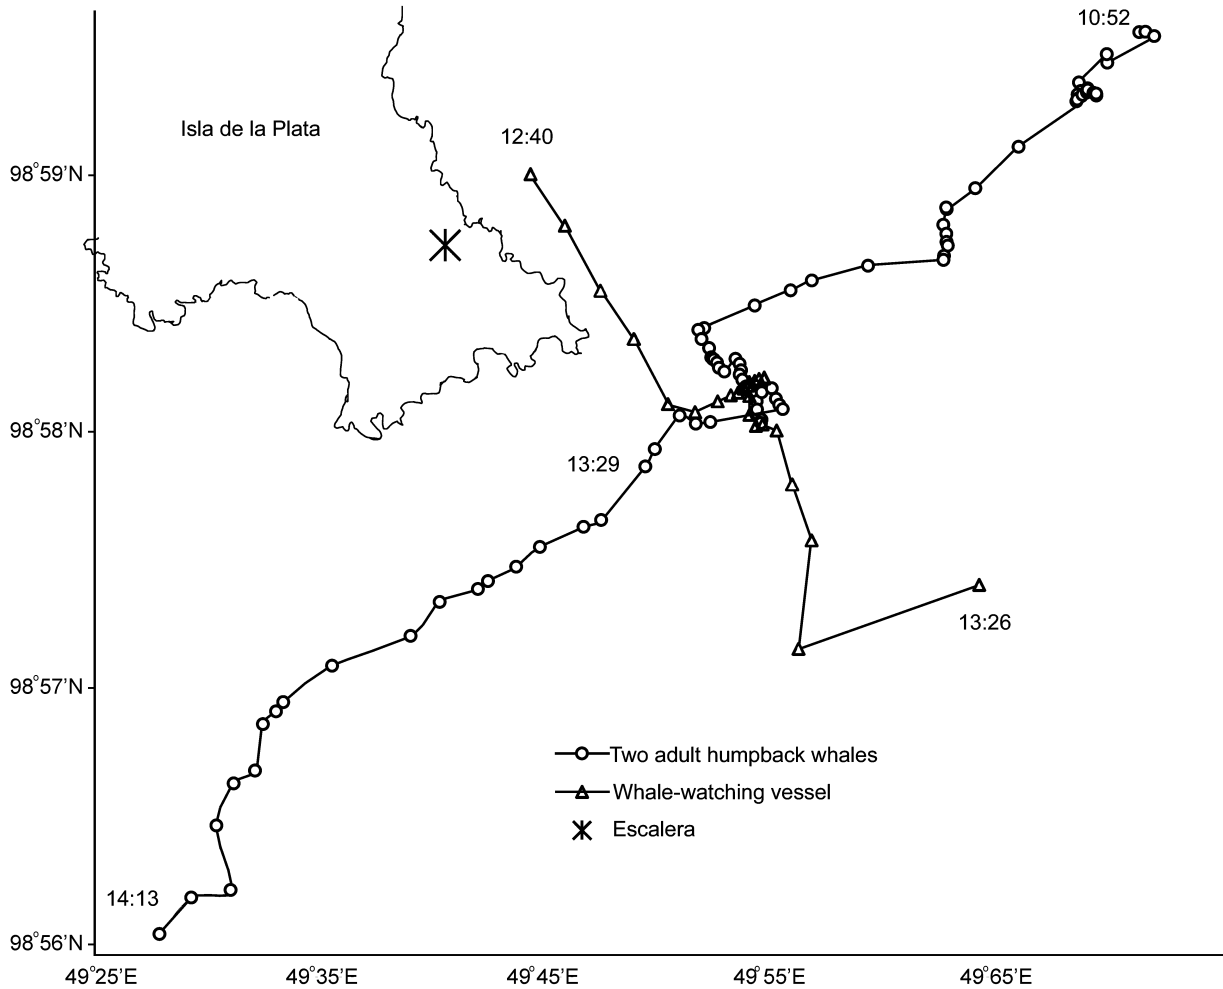 10:52
Isla de la Plata
12:40
98°59’N
98°58’N
13:29
13:26
98°57’N
Two adult humpback whales
Whale-watching vessel
Escalera
14:13
98°56’N
49°25’E 49°35’E 49°45’E 49°55’E 49°65’E